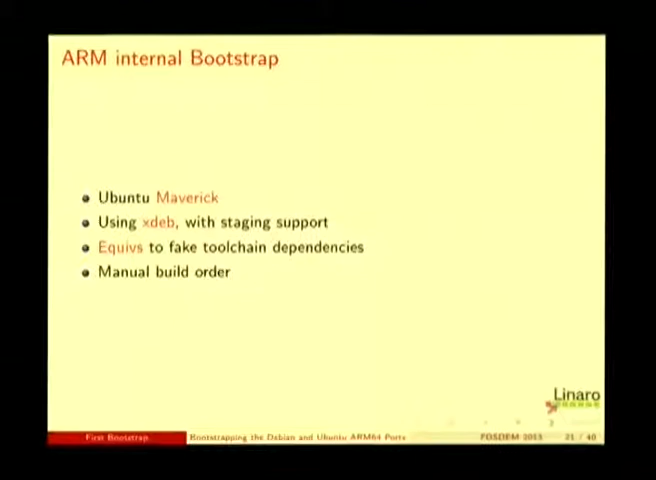 ARM internal Bootstrap
Ubuntu Maverick
Using xdeb, with staging support
Equivs to fake toolchain dependencies
Manual build order
Linaro
First Bootstrap
Bootstrapping the Debian and Ubuntu ARM64 Ports
FOSDEM 2013
21 / 40